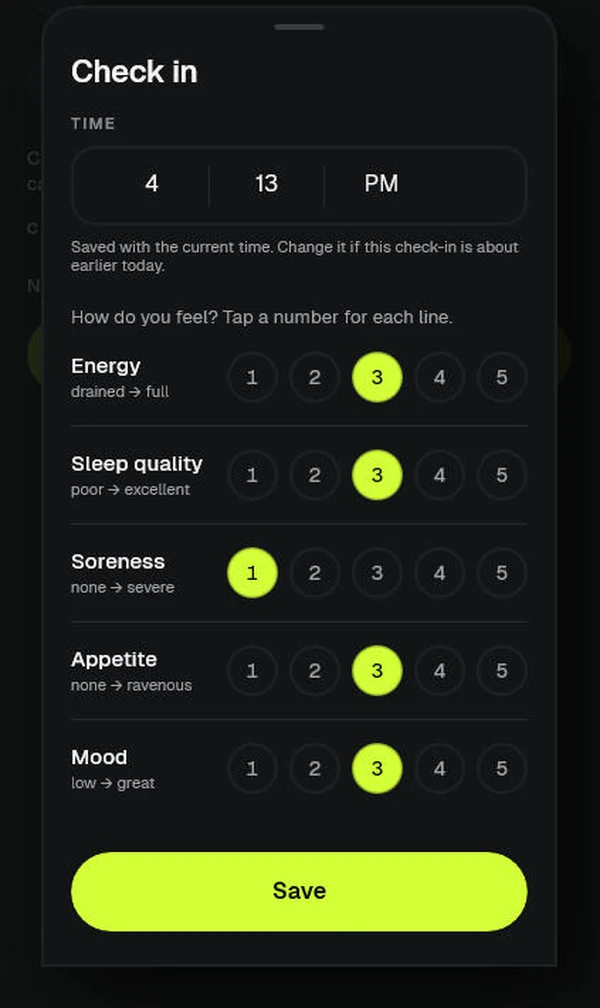 Check in
TIME
4 13 PM
Saved with the current time. Change it if this check-in is about
earlier today.
How do you feel? Tap a number for each line.
Energy
drained → full
1 2 3 4 5
Sleep quality
poor → excellent
1 2 3 4 5
Soreness
none → severe
1 2 3 4 5
Appetite
none → ravenous
1 2 3 4 5
Mood
low → great
1 2 3 4 5
Save